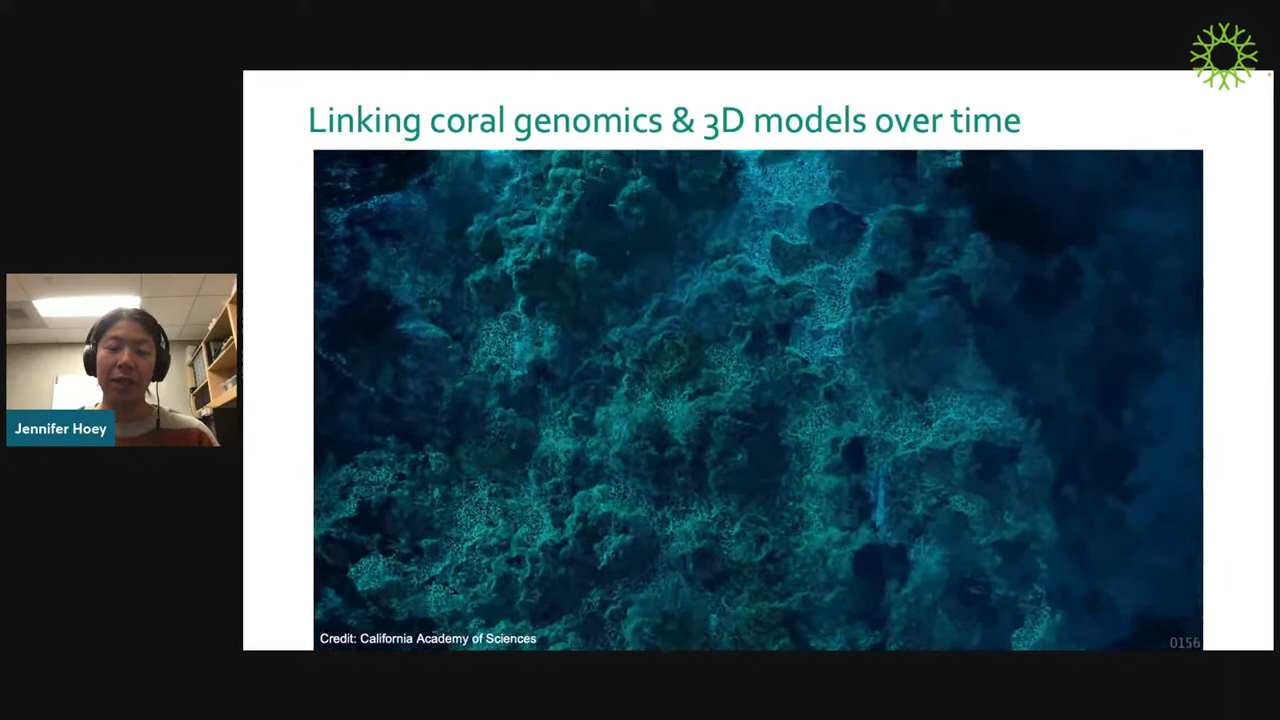 Linking coral genomics & 3D models over time
Jennifer Hoey
Credit: California Academy of Sciences
0156